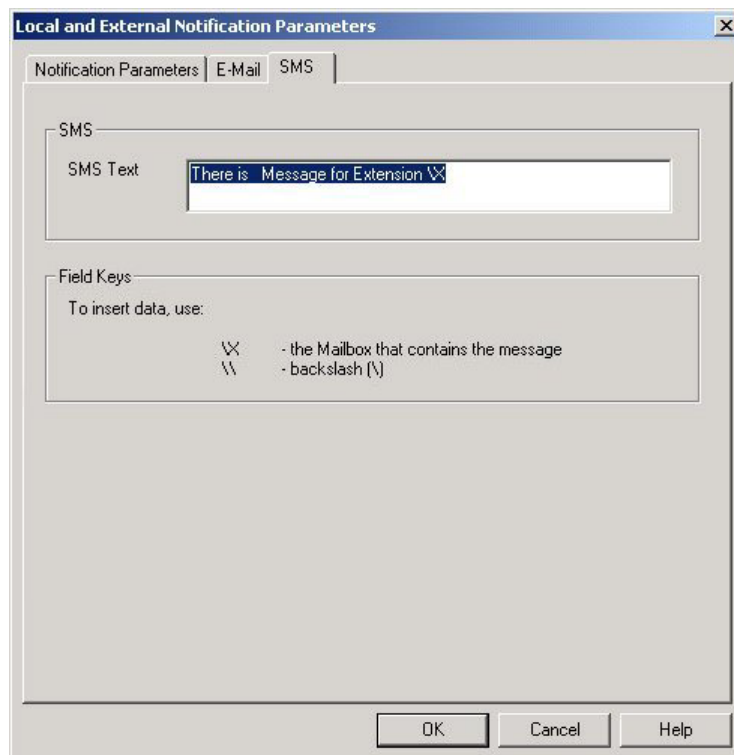 Local and External Notification Parameters
Notification Parameters E-Mail SMS
SMS
SMS Text There is   Message for Extension \X
Field Keys
To insert data, use:
\X - the Mailbox that contains the message
\\ - backslash (\)
OK Cancel Help